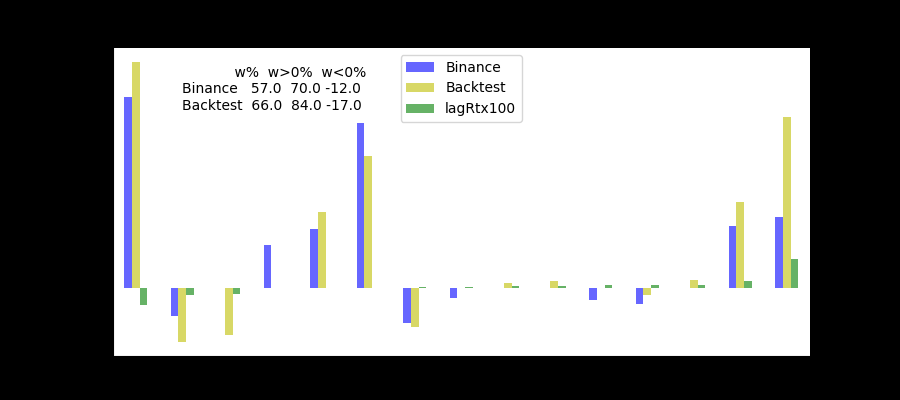 w% w>0% w<0%
Binance 57.0 70.0 -12.0
Backtest 66.0 84.0 -17.0
Binance
Backtest
lagRtx100